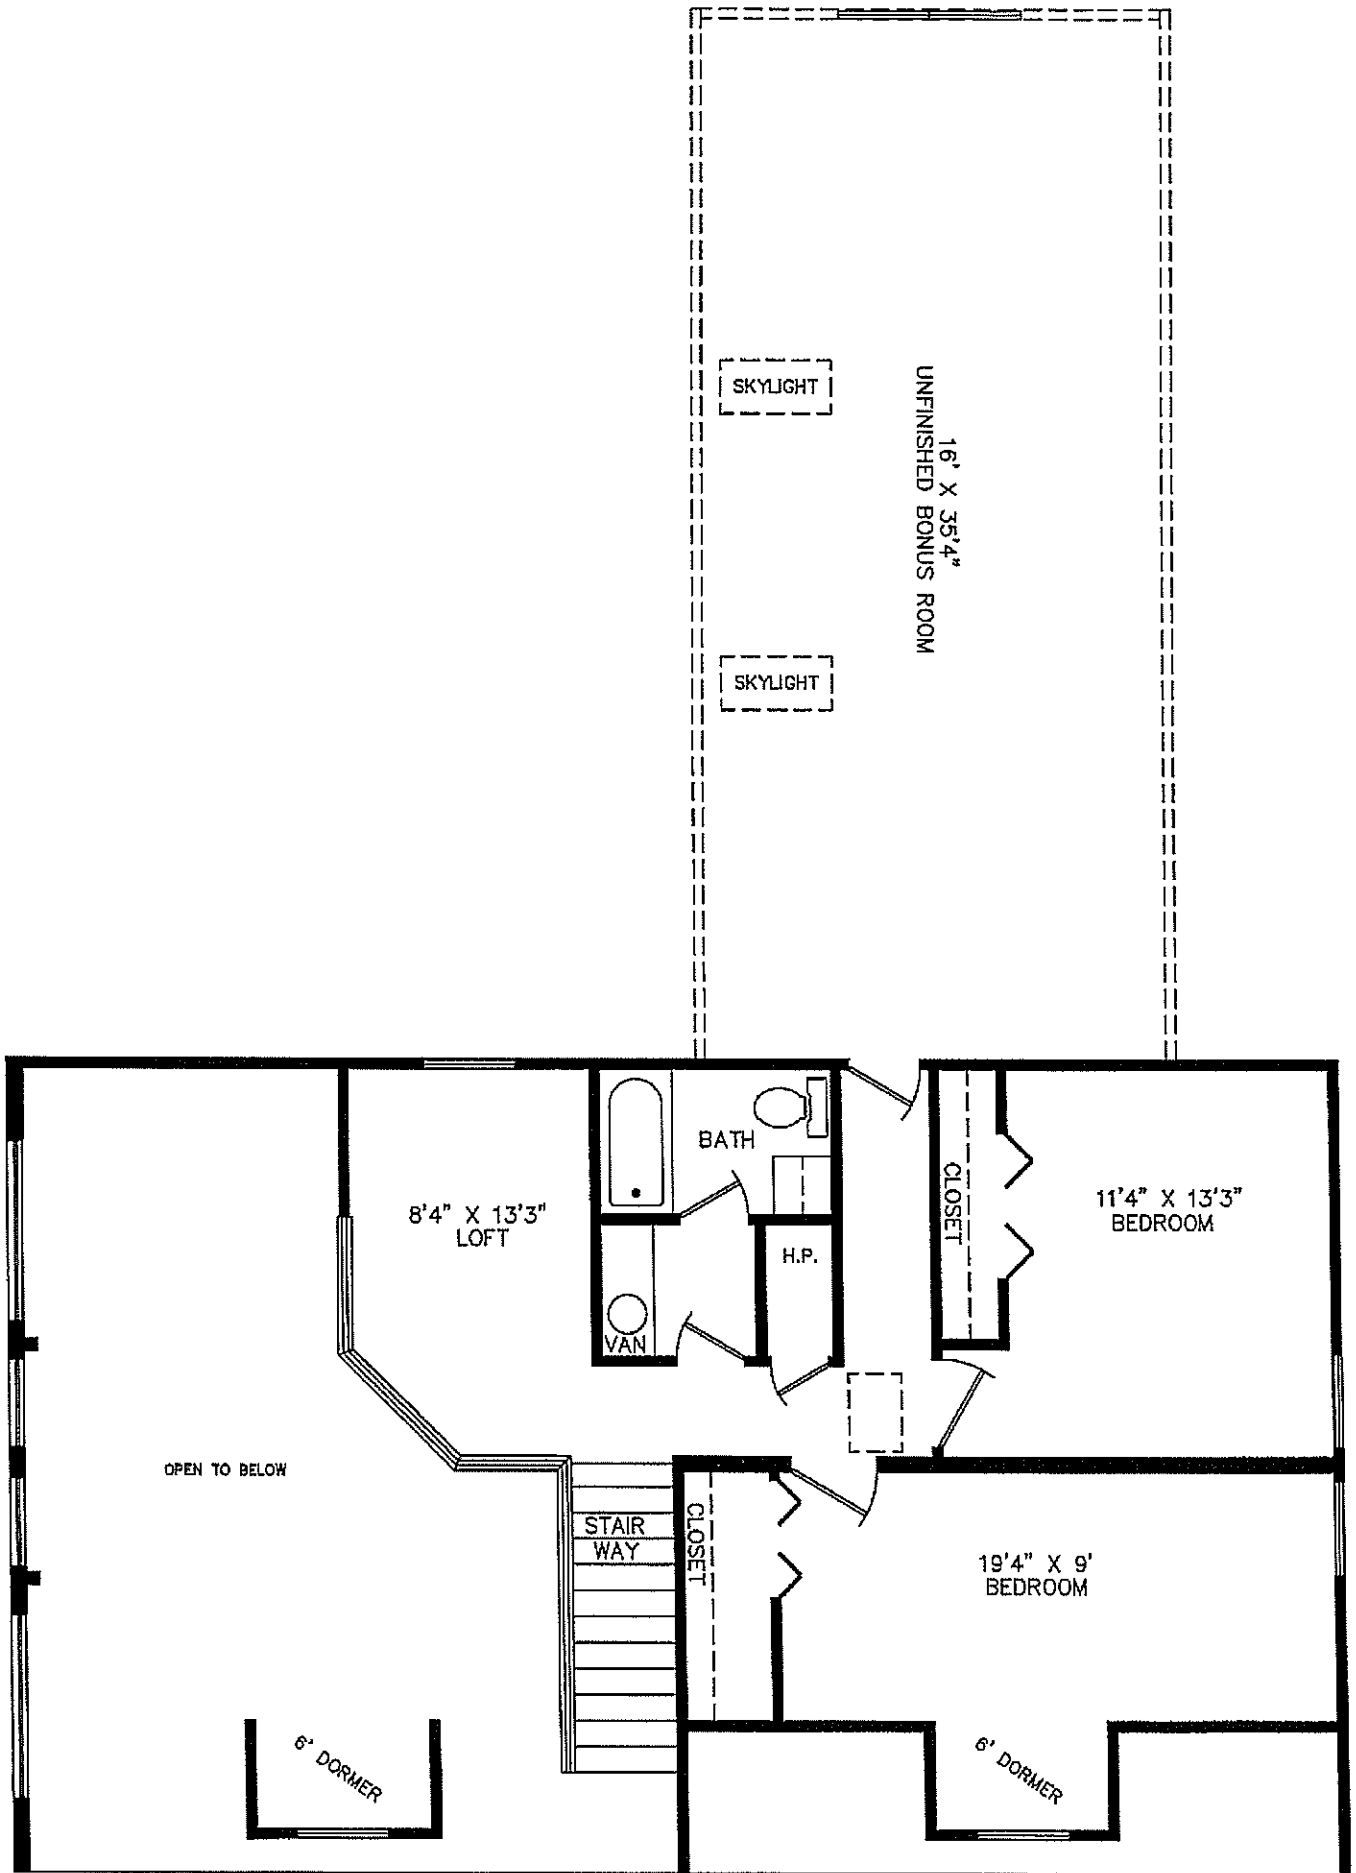 SKYLIGHT
16' X 35'4"
UNFINISHED BONUS ROOM
SKYLIGHT
BATH
CLOSET
11'4" X 13'3"
BEDROOM
8'4" X 13'3"
LOFT
H.P.
VAN
OPEN TO BELOW
STAIR
WAY
CLOSET
19'4" X 9'
BEDROOM
6' DORMER
6' DORMER